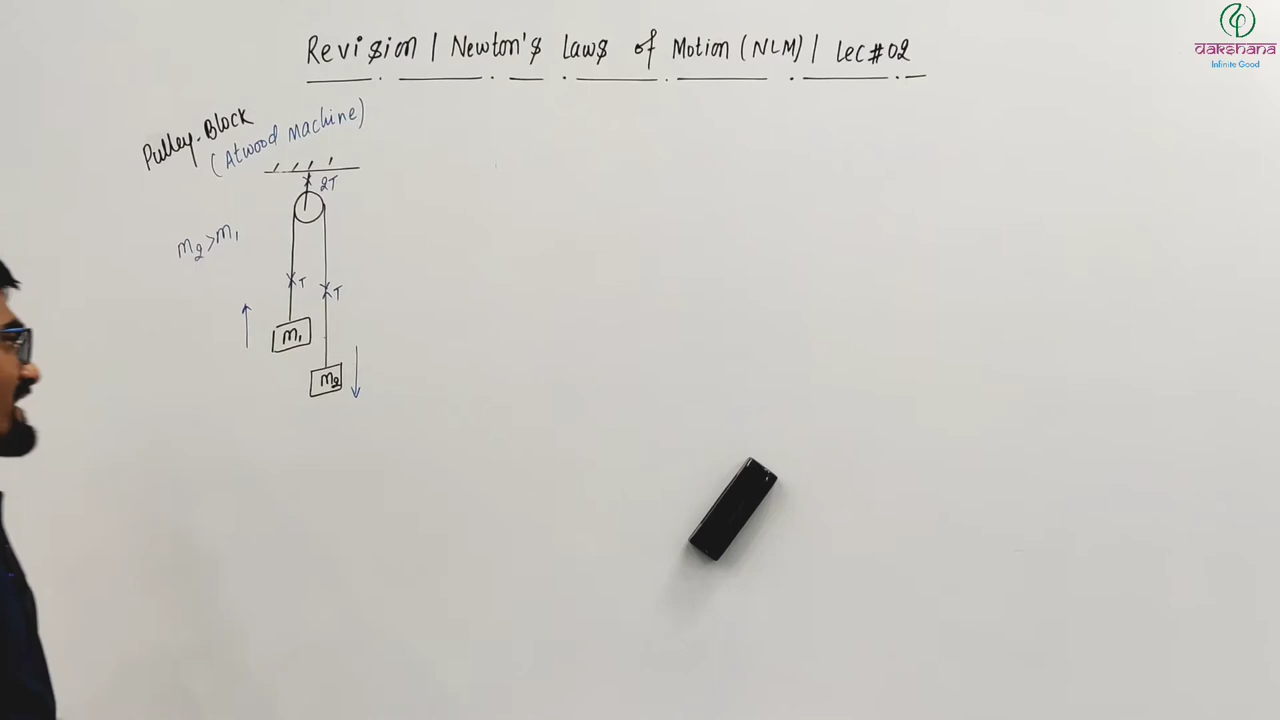 Revision | Newton's Laws of Motion (NLM) | Lec#02
dakshana
Infinite Good
Pulley-Block
(Atwood Machine)
2T
m2>m1
T
T
m1
m2